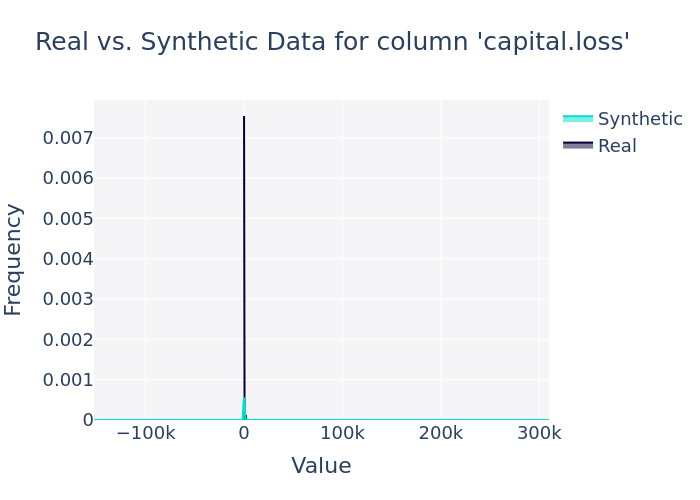 Real vs. Synthetic Data for column 'capital.loss'
Synthetic
Real
Frequency
0.007
0.006
0.005
0.004
0.003
0.002
0.001
0
−100k
0
100k
200k
300k
Value